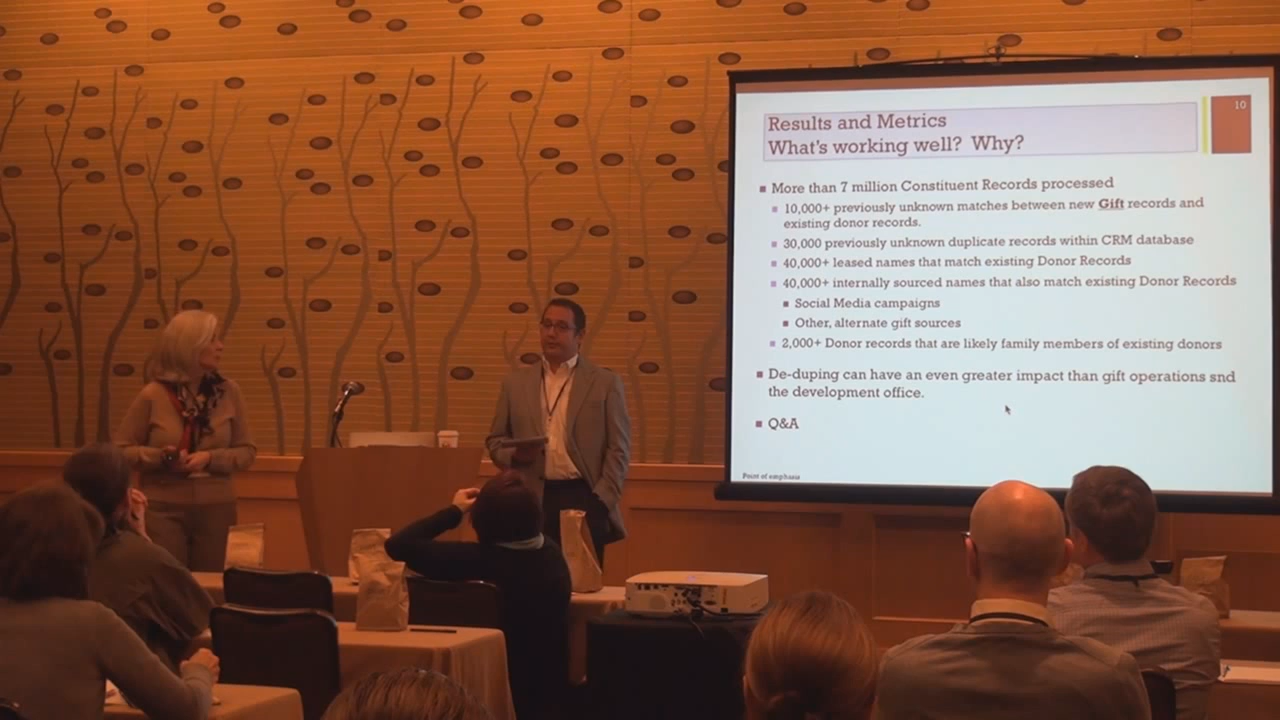 10
Results and Metrics
What's working well? Why?
More than 7 million Constituent Records processed
10,000+ previously unknown matches between new Gift records and
existing donor records.
30,000 previously unknown duplicate records within CRM database
40,000+ leased names that match existing Donor Records
40,000+ internally sourced names that also match existing Donor Records
Social Media campaigns
Other, alternate gift sources
2,000+ Donor records that are likely family members of existing donors
De-duping can have an even greater impact than gift operations snd
the development office.
Q&A
Point of emphasis